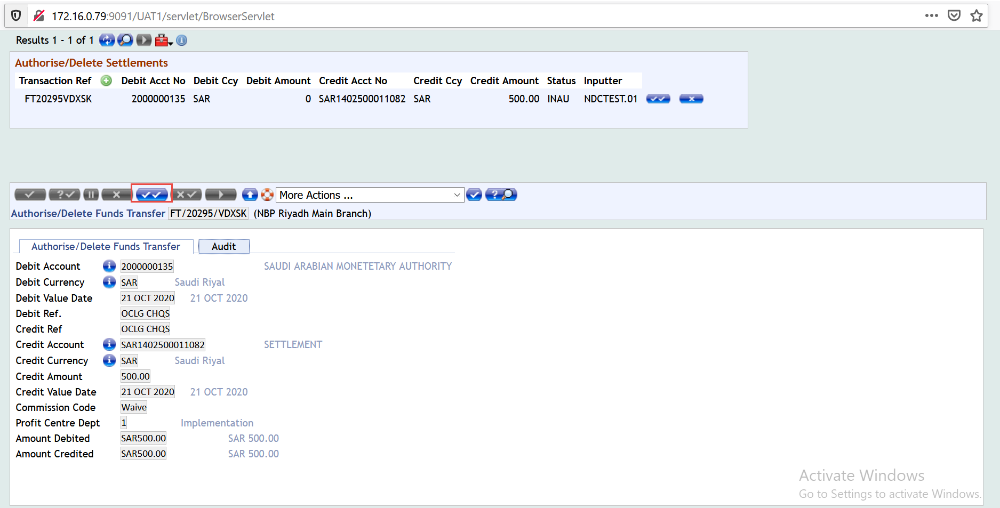 172.16.0.79:9091/UAT1/servlet/BrowserServlet
Results 1 - 1 of 1
Authorise/Delete Settlements
Transaction Ref Debit Acct No Debit Ccy Debit Amount Credit Acct No Credit Ccy Credit Amount Status Inputter
FT20295VDXSK 2000000135 SAR 0 SAR1402500011082 SAR 500.00 INAU NDCTEST.01
More Actions ...
Authorise/Delete Funds Transfer FT/20295/VDXSK (NBP Riyadh Main Branch)
Authorise/Delete Funds Transfer Audit
Debit Account 2000000135 SAUDI ARABIAN MONETETARY AUTHORITY
Debit Currency SAR Saudi Riyal
Debit Value Date 21 OCT 2020 21 OCT 2020
Debit Ref. OCLG CHQS
Credit Ref OCLG CHQS
Credit Account SAR1402500011082 SETTLEMENT
Credit Currency SAR Saudi Riyal
Credit Amount 500.00
Credit Value Date 21 OCT 2020 21 OCT 2020
Commission Code Waive
Profit Centre Dept 1 Implementation
Amount Debited SAR500.00 SAR 500.00
Amount Credited SAR500.00 SAR 500.00
Activate Windows
Go to Settings to activate Windows.